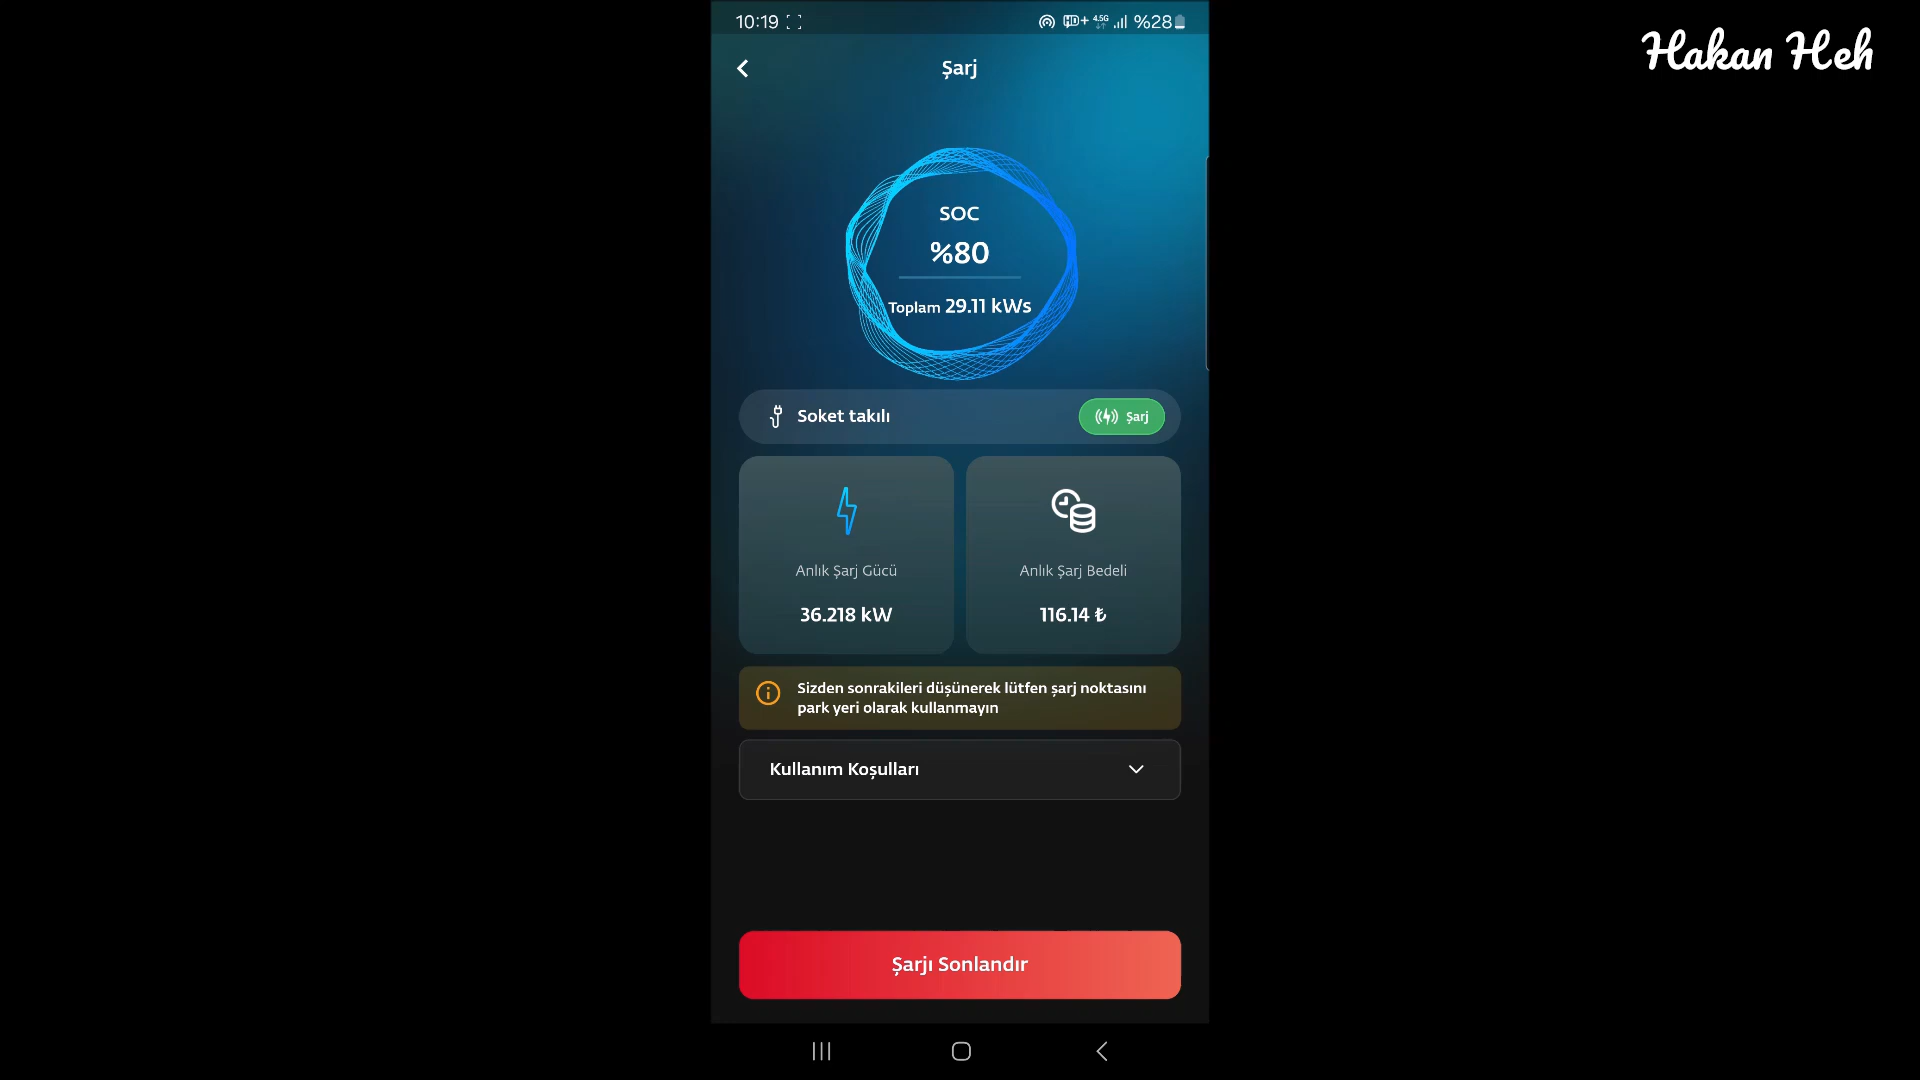 10:19
4.5G
%28
Hakan Heh
Şarj
SOC
%80
Toplam 29.11 kWs
Soket takılı
Şarj
Anlık Şarj Gücü
36.218 kW
Anlık Şarj Bedeli
116.14 ₺
Sizden sonrakileri düşünerek lütfen şarj noktasını
park yeri olarak kullanmayın
Kullanım Koşulları
Şarjı Sonlandır